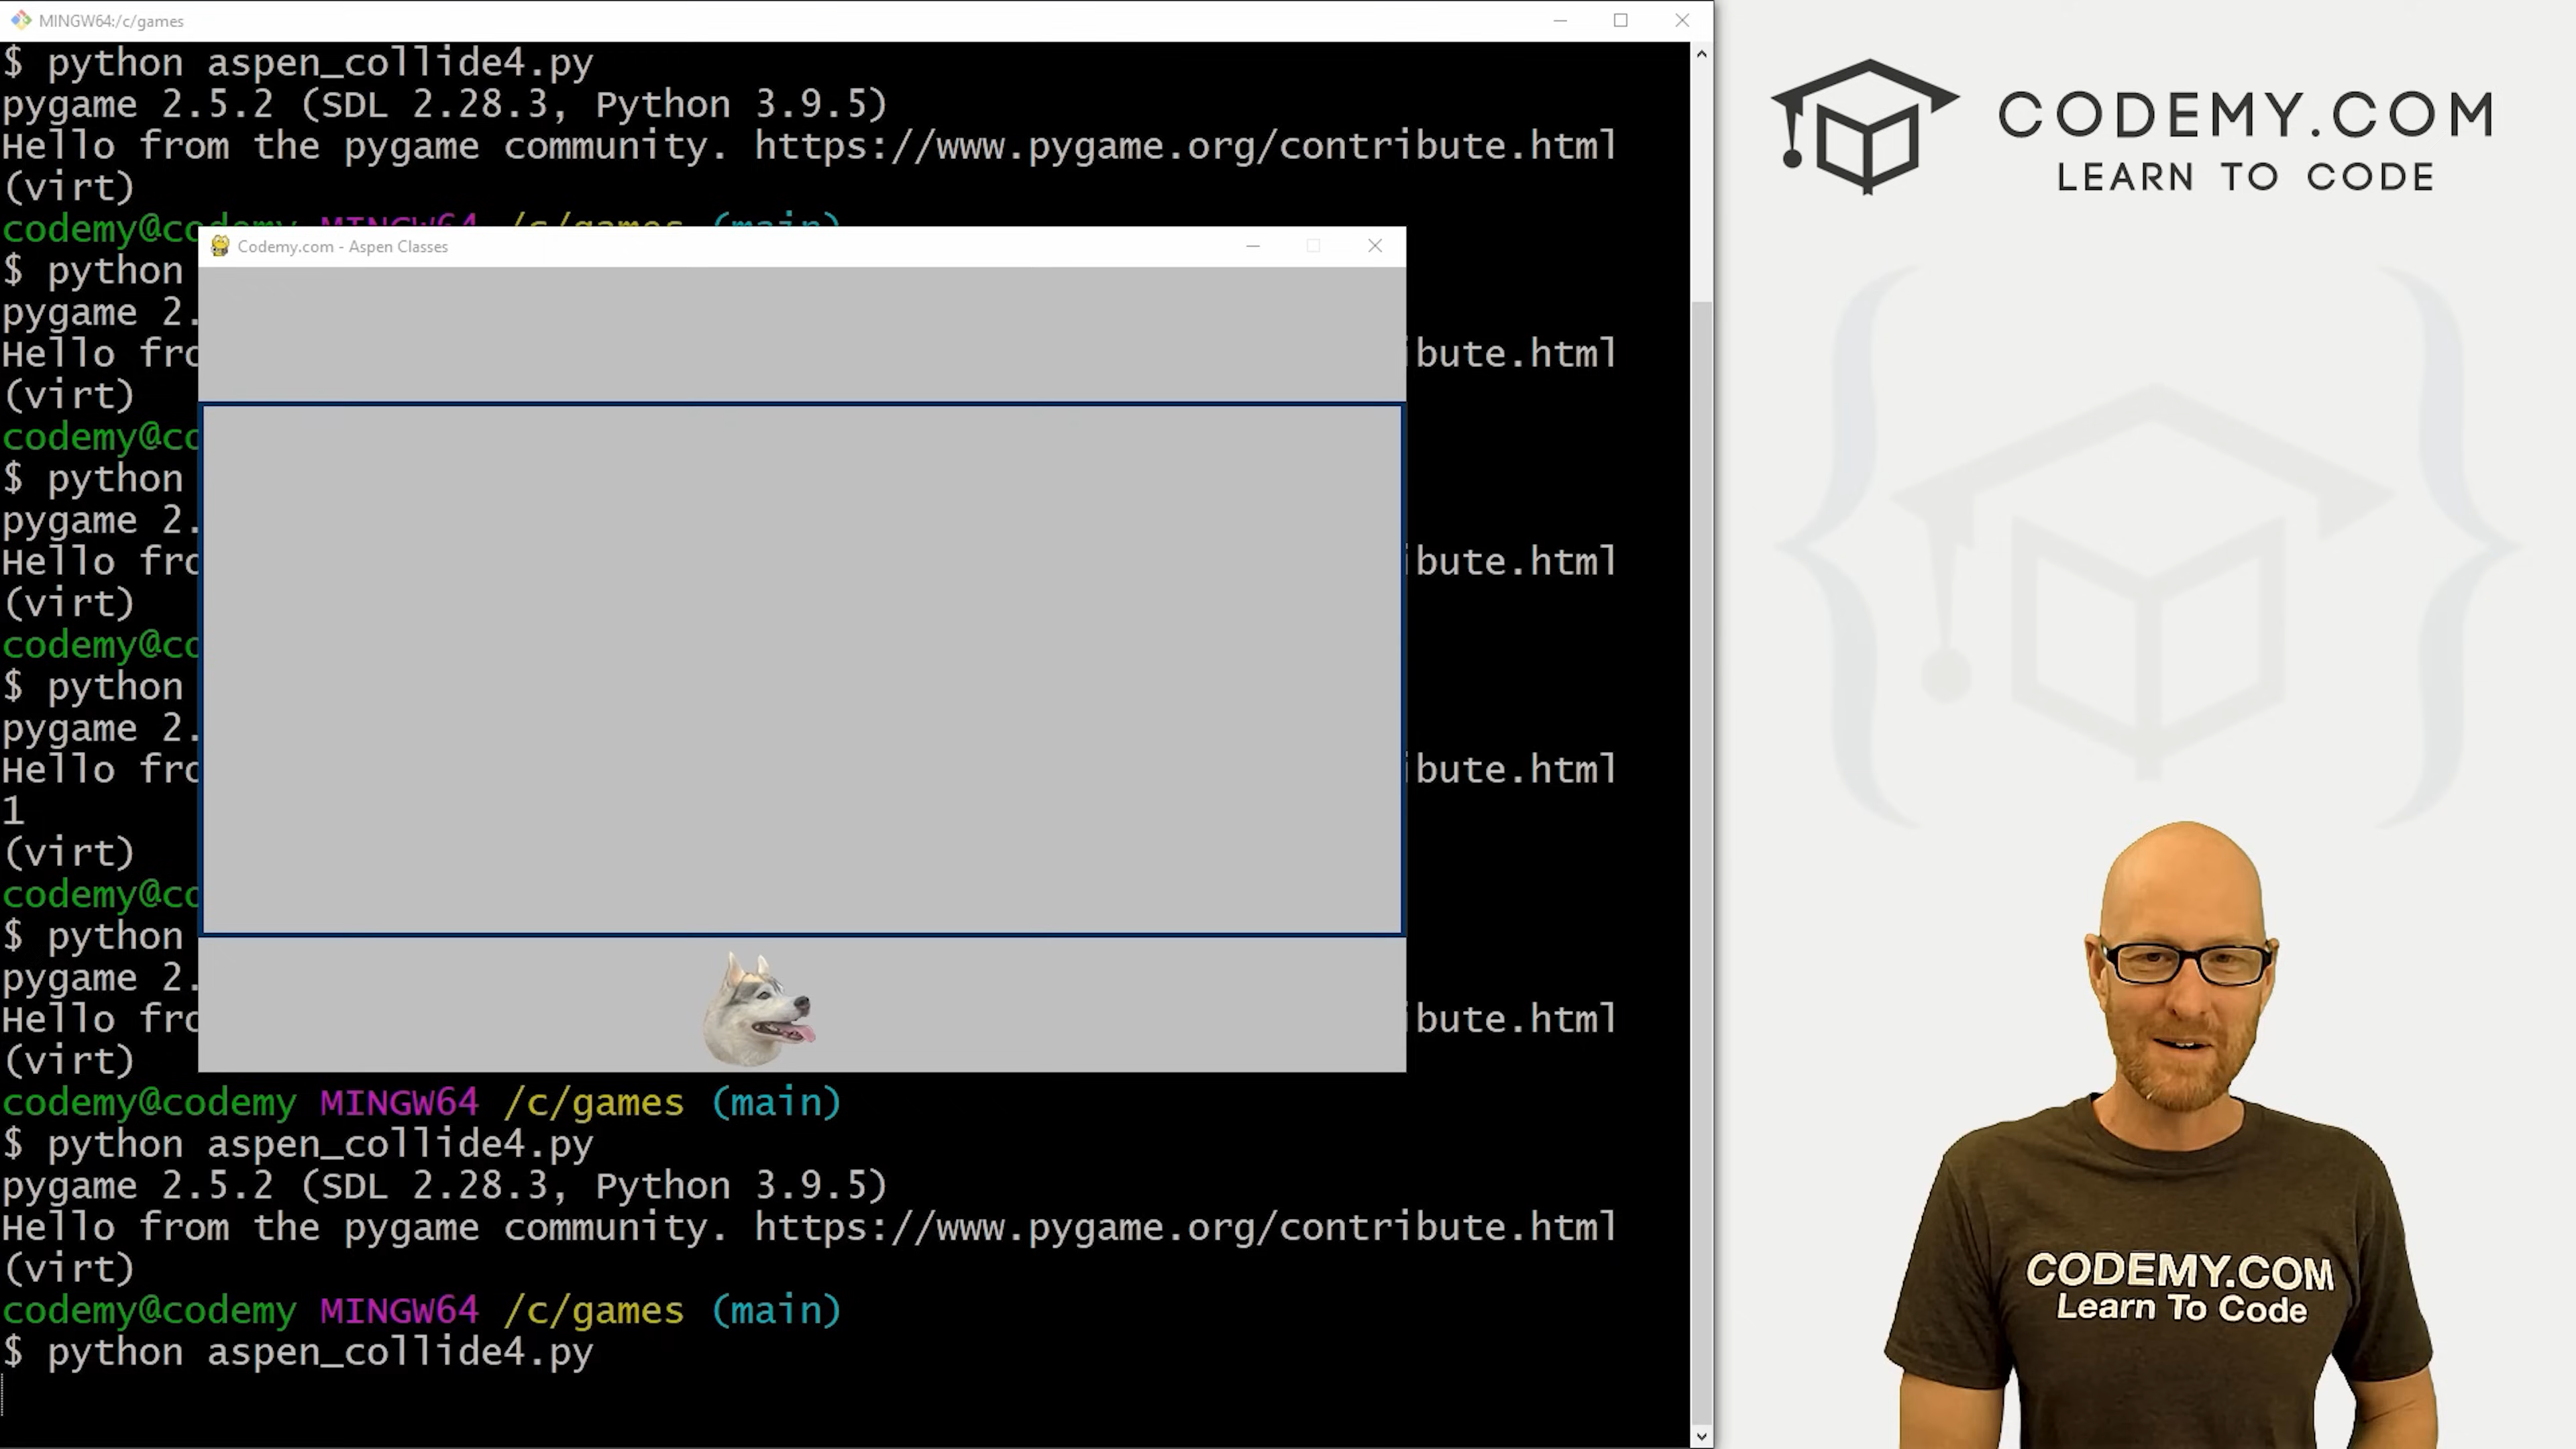 MINGW64:/c/games
$ python aspen_collide4.py
pygame 2.5.2 (SDL 2.28.3, Python 3.9.5)
Hello from the pygame community. https://www.pygame.org/contribute.html
(virt)
codemy@codemy MINGW64 /c/games (main)
Codemy.com - Aspen Classes
$ python
pygame 2.
Hello fro ibute.html
(virt)
codemy@co
$ python
pygame 2.
Hello fro ibute.html
(virt)
codemy@co
$ python
pygame 2.
Hello fro ibute.html
1
(virt)
codemy@co
$ python
pygame 2.
Hello fro ibute.html
(virt)
codemy@codemy MINGW64 /c/games (main)
$ python aspen_collide4.py
pygame 2.5.2 (SDL 2.28.3, Python 3.9.5)
Hello from the pygame community. https://www.pygame.org/contribute.html
(virt)
codemy@codemy MINGW64 /c/games (main)
$ python aspen_collide4.py
CODEMY.COM
LEARN TO CODE
CODEMY.COM
Learn To Code